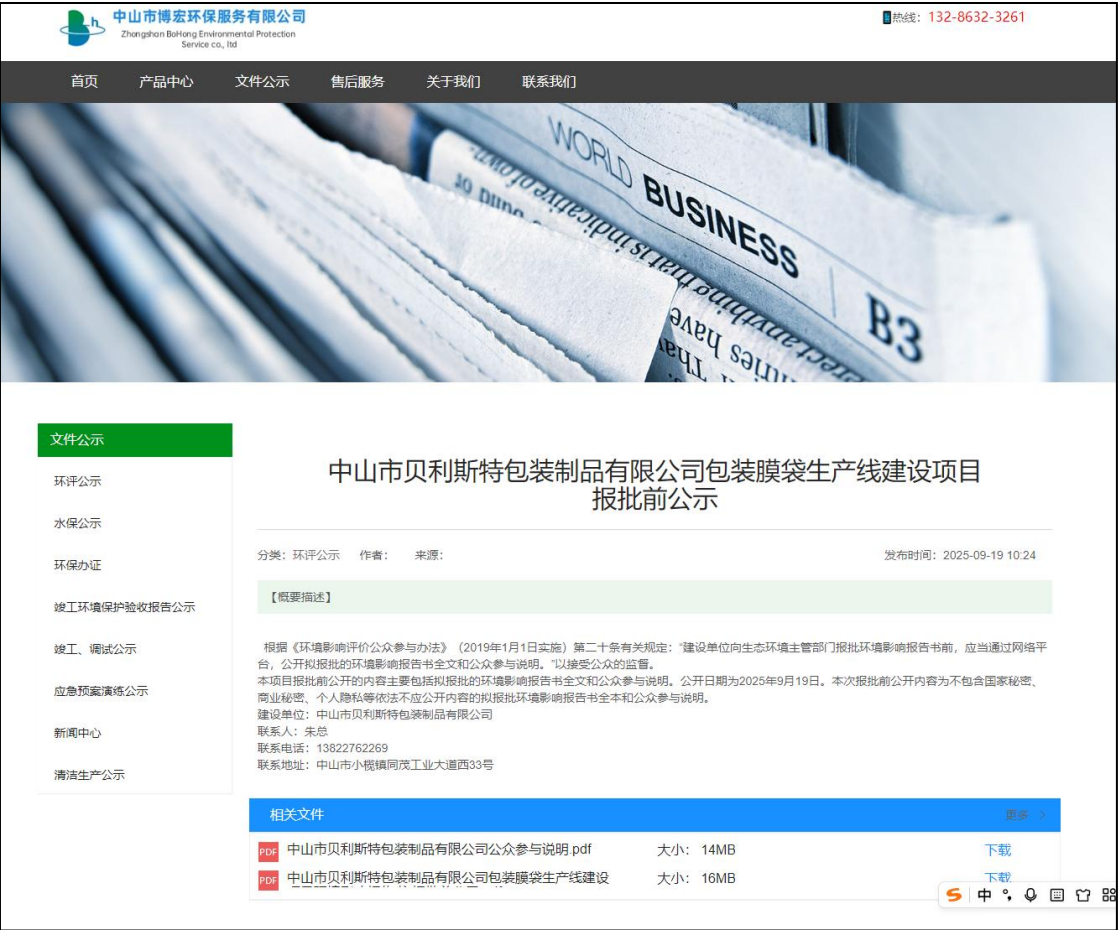 中山市博宏环保服务有限公司
Zhongshan BoHong Environmental Protection
Service co., ltd
热线：132-8632-3261
首页 产品中心 文件公示 售后服务 关于我们 联系我们
WORLD BUSINESS
B3
文件公示
环评公示
水保公示
环保办证
竣工环境保护验收报告公示
竣工、调试公示
应急预案演练公示
新闻中心
清洁生产公示
中山市贝利斯特包装制品有限公司包装膜袋生产线建设项目
报批前公示
分类：环评公示 作者： 来源： 发布时间：2025-09-19 10:24
【概要描述】
根据《环境影响评价公众参与办法》（2019年1月1日实施）第二十条有关规定：“建设单位向生态环境主管部门报批环境影响报告书前，应当通过网络平
台，公开拟报批的环境影响报告书全文和公众参与说明。”以接受公众的监督。
本项目报批前公开的内容主要包括拟报批的环境影响报告书全文和公众参与说明。公开日期为2025年9月19日。本次报批前公开内容为不包含国家秘密、
商业秘密、个人隐私等依法不应公开内容的拟报批环境影响报告书全本和公众参与说明。
建设单位：中山市贝利斯特包装制品有限公司
联系人：朱总
联系电话：13822762269
联系地址：中山市小榄镇同茂工业大道西33号
相关文件 更多 >
PDF 中山市贝利斯特包装制品有限公司公众参与说明.pdf 大小： 14MB 下载
PDF 中山市贝利斯特包装制品有限公司包装膜袋生产线建设 大小： 16MB 下载
中